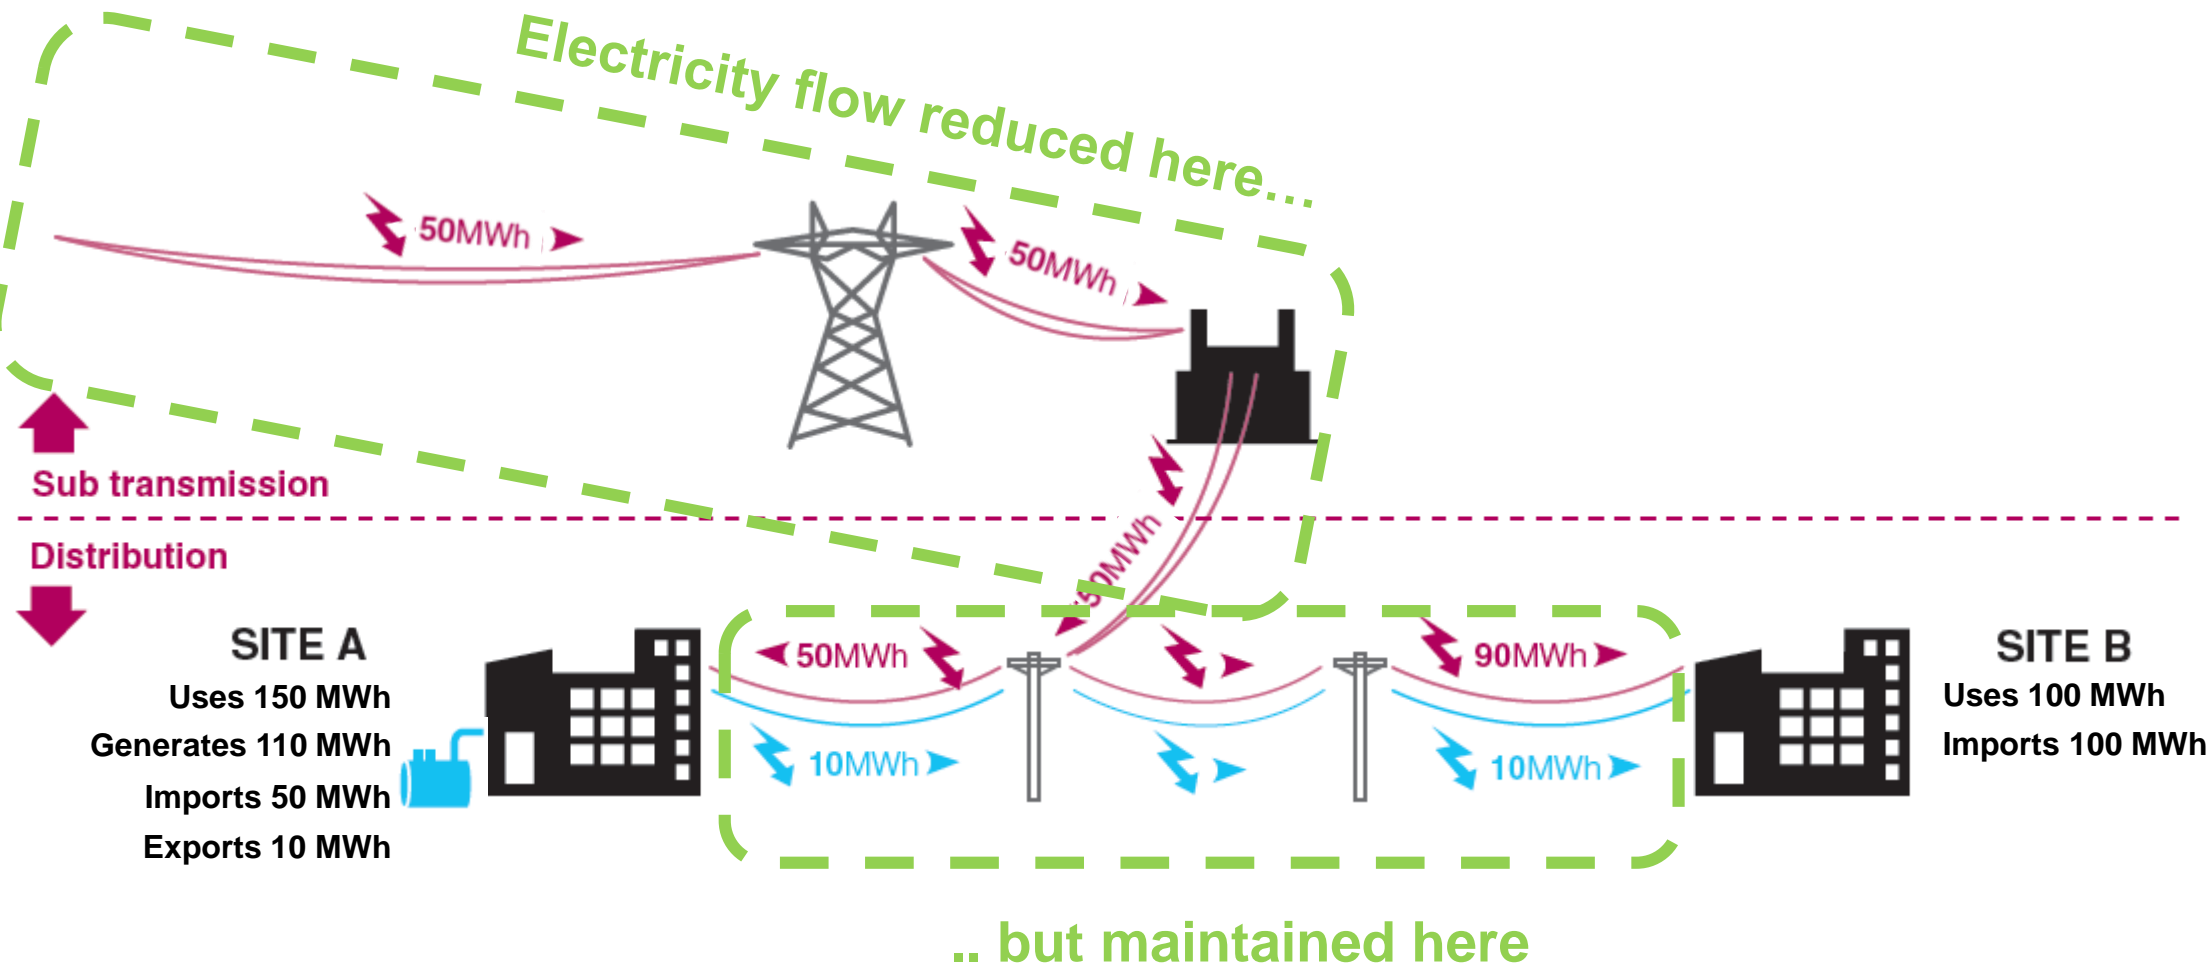 Electricity flow reduced here…
50MWh
50MWh
Sub transmission
50MWh
Distribution
SITE A
Uses 150 MWh
Generates 110 MWh
Imports 50 MWh
Exports 10 MWh
50MWh
90MWh
10MWh
10MWh
SITE B
Uses 100 MWh
Imports 100 MWh
.. but maintained here